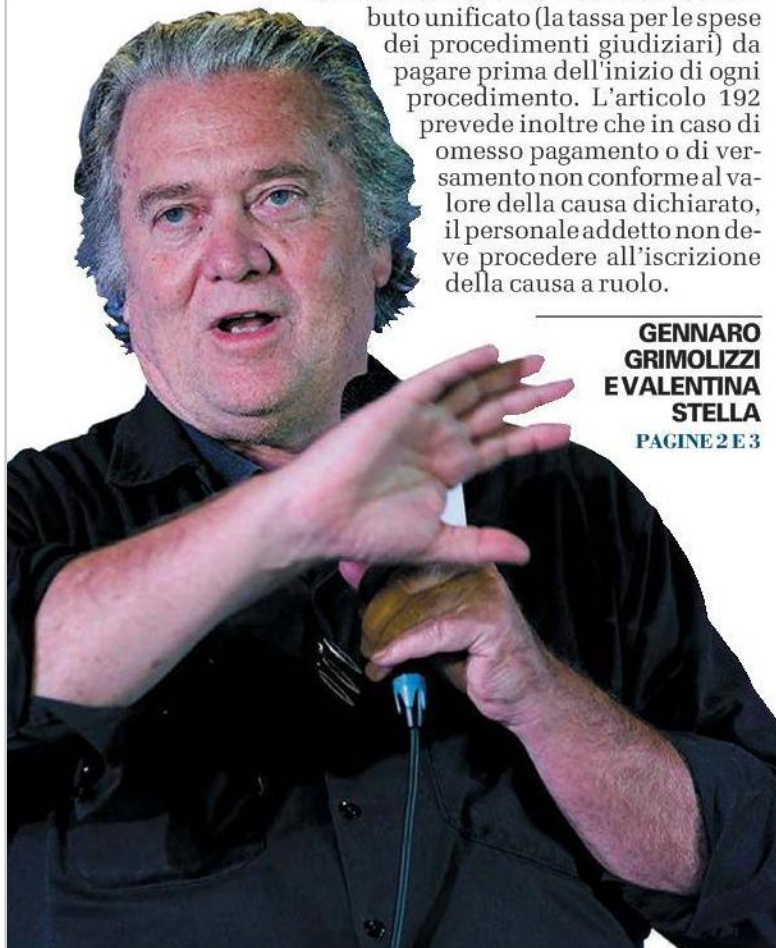 buto unificato (la tassa per le spese
dei procedimenti giudiziari) da
pagare prima dell'inizio di ogni
procedimento. L'articolo 192
prevede inoltre che in caso di
omesso pagamento o di ver-
samento non conforme al va-
lore della causa dichiarato,
il personale addetto non de-
ve procedere all'iscrizione
della causa a ruolo.
GENNARO
GRIMOLIZZI
E VALENTINA
STELLA
PAGINE 2 E 3